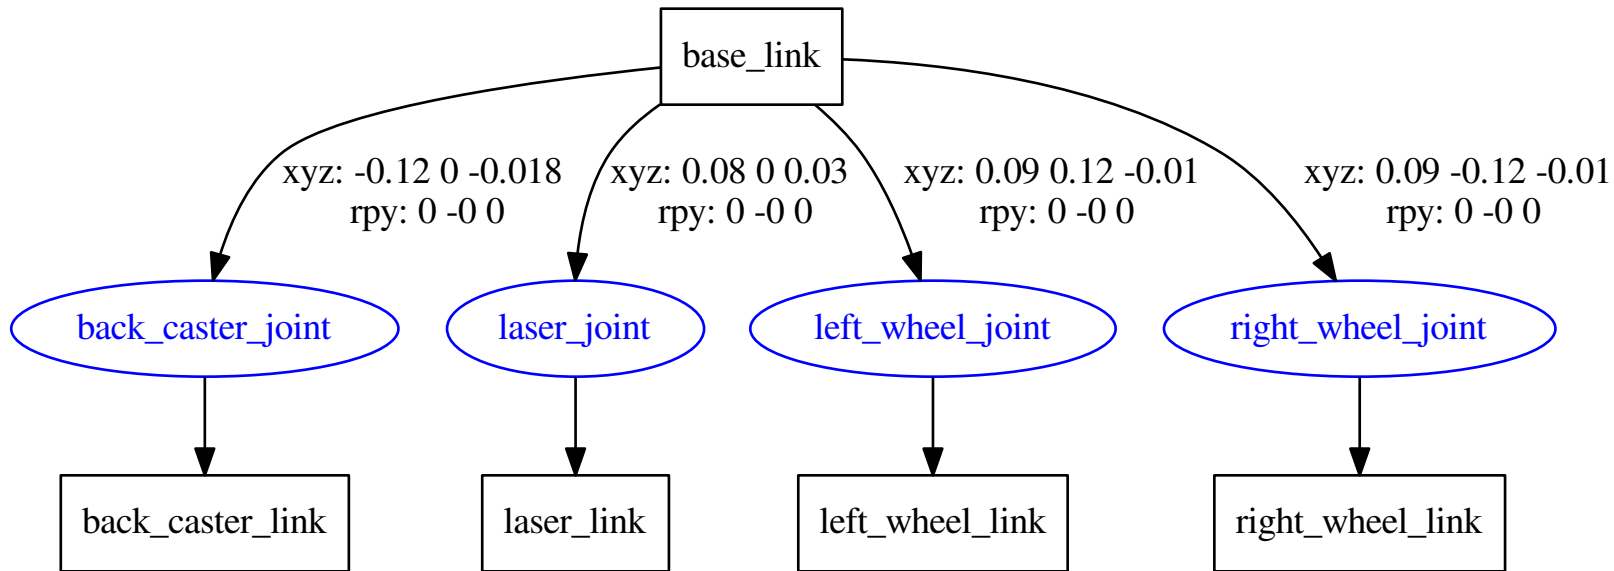 base_link
xyz: -0.12 0 -0.018
rpy: 0 -0 0
xyz: 0.08 0 0.03
rpy: 0 -0 0
xyz: 0.09 0.12 -0.01
rpy: 0 -0 0
xyz: 0.09 -0.12 -0.01
rpy: 0 -0 0
back_caster_joint
laser_joint
left_wheel_joint
right_wheel_joint
back_caster_link
laser_link
left_wheel_link
right_wheel_link